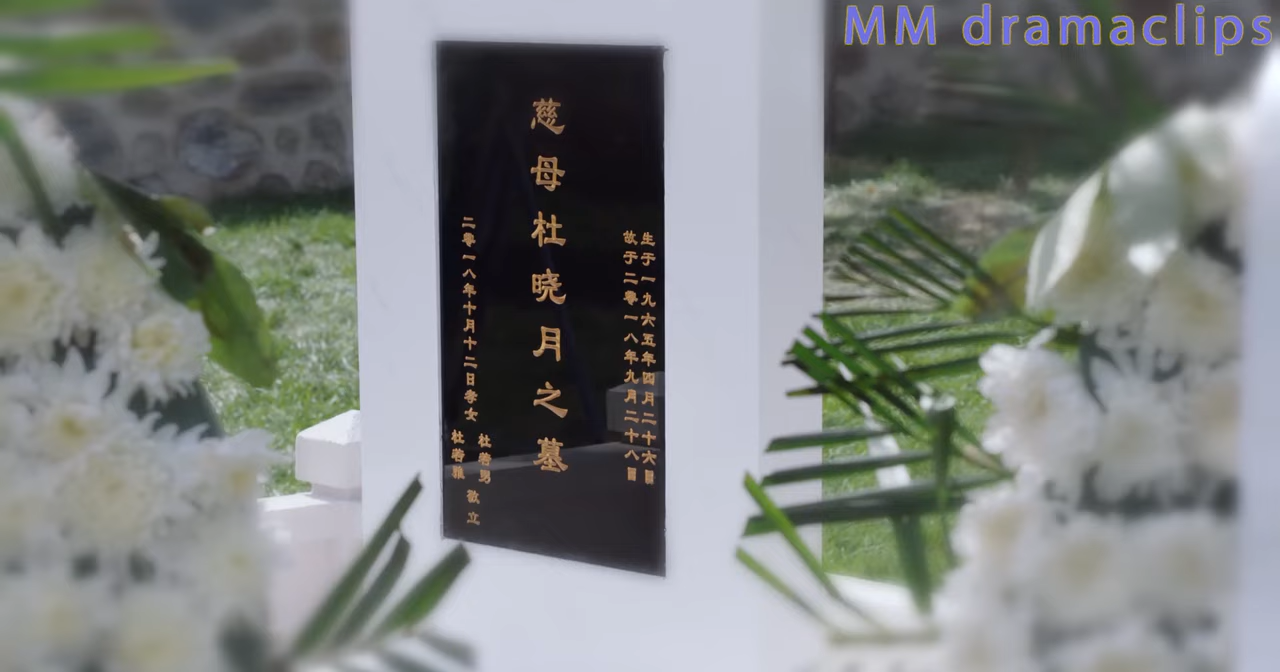 MM dramaclips
生于一九六五年四月二十六日
故于二零一八年九月二十八日
慈母杜晓月之墓
二零一八年十月十二日孝女
杜若男
杜若雅
敬立